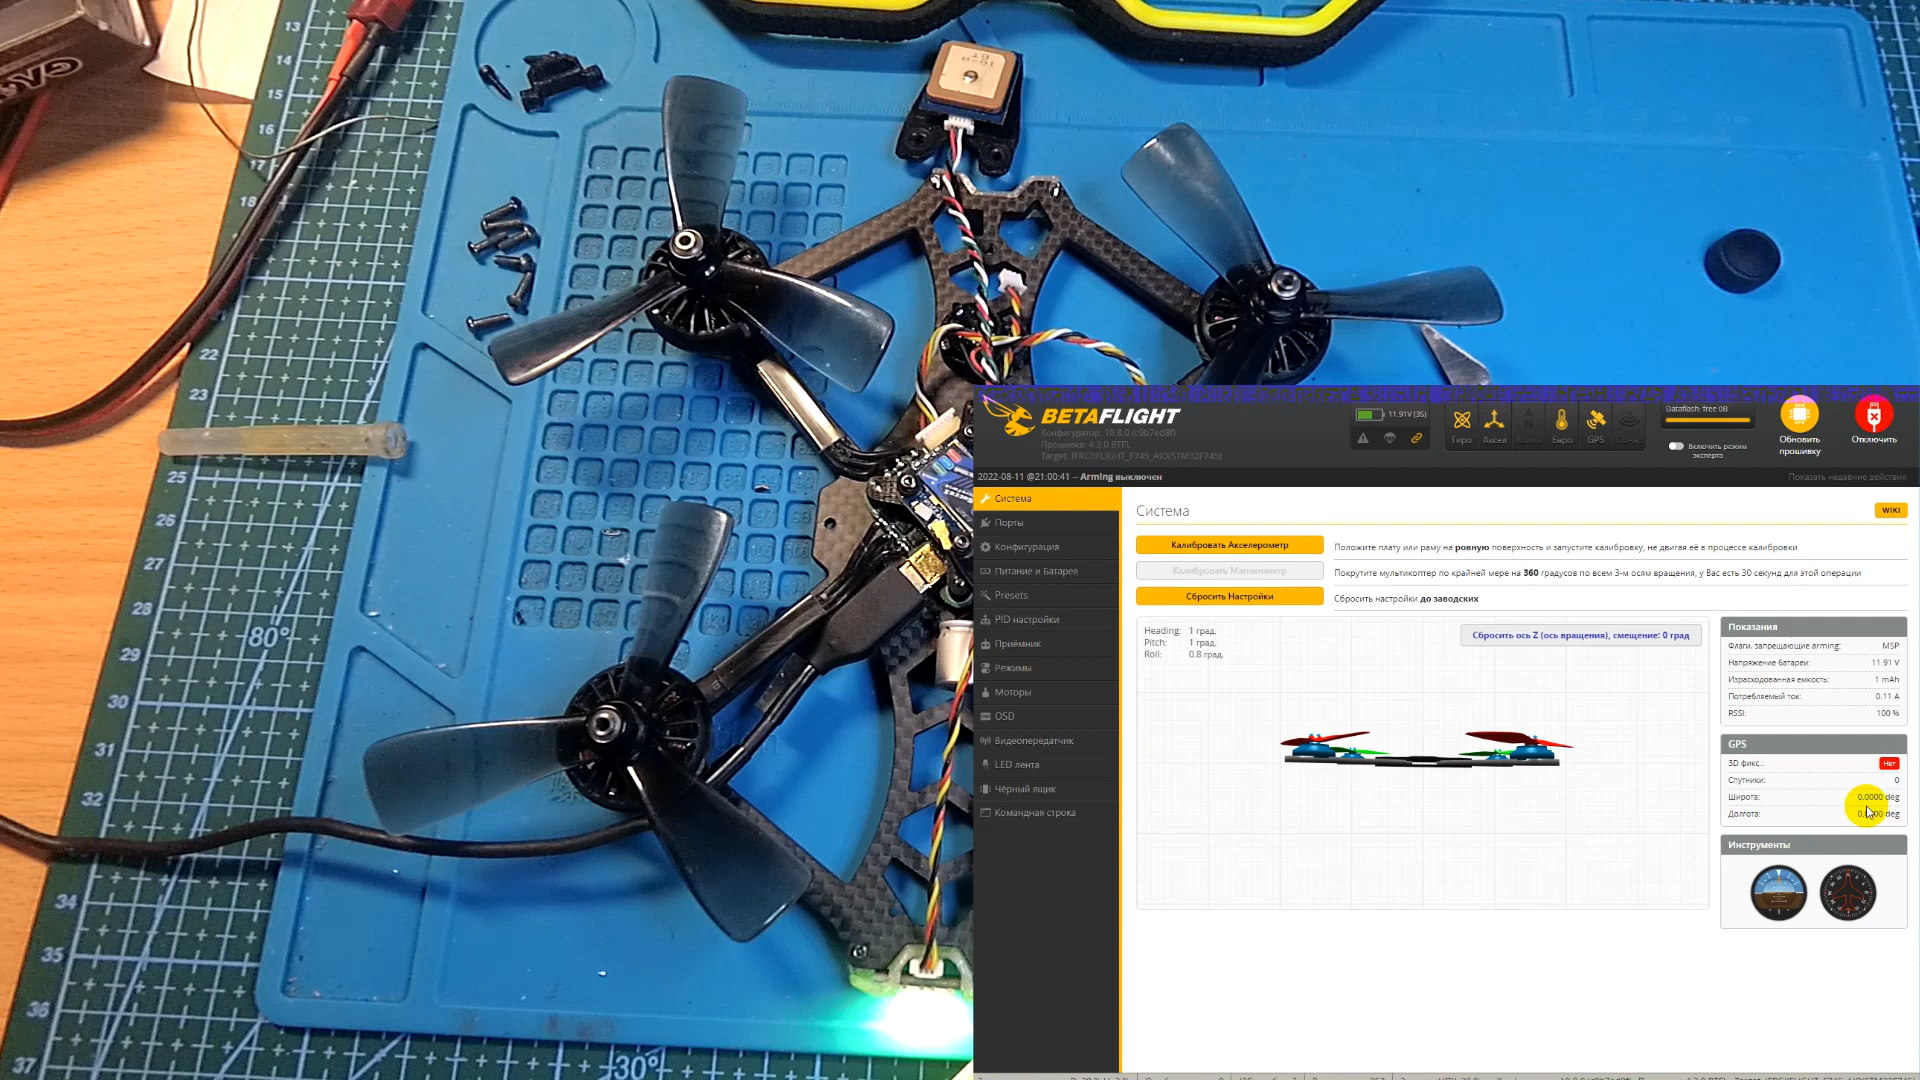 13
14
15
16
18
22
23
25
26
28
29
30
31
32
34
35
36
37
80°
30°
BETAFLIGHT
Конфигуратор: 10.8.0 (c9b7ed8f)
Прошивка: 4.3.0 BTFL
Target: IFRC/IFLIGHT_F745_AIO(STM32F745)
11.91V (3S)
Гиро
Аксел
Баро
GPS
Dataflash: free 0B
Включить режим эксперта
Обновить прошивку
Отключить
2022-08-11 @21:00:41 -- Arming выключен
Показать недавние действия
Система
Порты
Конфигурация
Питание и Батарея
Presets
PID настройки
Приёмник
Режимы
Моторы
OSD
Видеопередатчик
LED лента
Чёрный ящик
Командная строка
Система
WIKI
Калибровать Акселерометр
Положите плату или раму на ровную поверхность и запустите калибровку, не двигая её в процессе калибровки
Калибровать Магнитометр
Покрутите мультикоптер по крайней мере на 360 градусов по всем 3-м осям вращения, у Вас есть 30 секунд для этой операции
Сбросить Настройки
Сбросить настройки до заводских
Heading: 1 град.
Pitch: 1 град.
Roll: 0.8 град.
Сбросить ось Z (ось вращения), смещение: 0 град
Показания
Флаги, запрещающие arming: MSP
Напряжение батареи: 11.91 V
Израсходованная емкость: 1 mAh
Потребляемый ток: 0.11 A
RSSI: 100 %
GPS
3D фикс.: Нет
Спутники: 0
Широта: 0.0000 deg
Долгота: deg
Инструменты